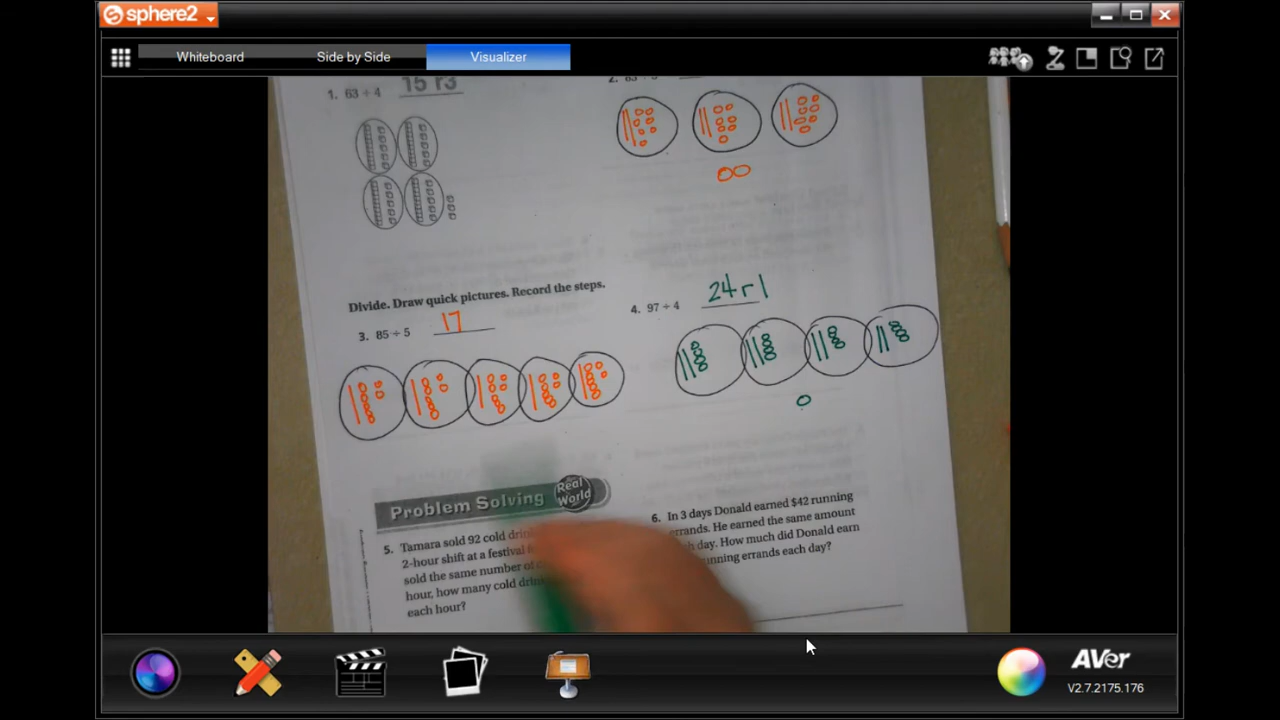 sphere2
Whiteboard Side by Side Visualizer
1. 63 ÷ 4 15 r3
2.
Divide. Draw quick pictures. Record the steps.
3. 85 ÷ 5 17
4. 97 ÷ 4 24 r 1
Problem Solving Real World
5. Tamara sold 92 cold
2-hour shift at a festival
sold the same number of
hour, how many cold
each hour?
6. In 3 days Donald earned $42 running
errands. He earned the same amount
day. How much did Donald earn
running errands each day?
AVer
V2.7.2175.176